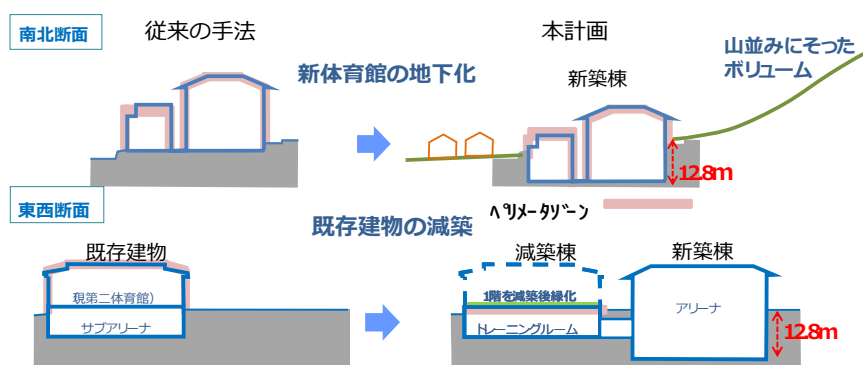 南北断面
従来の手法
本計画
新体育館の地下化
新築棟
山並みにそった
ボリューム
12.8m
東西断面
ペリメータゾーン
既存建物の減築
既存建物
減築棟
新築棟
現第二体育館）
サブアリーナ
1階を減築後緑化
トレーニングルーム
アリーナ
12.8m